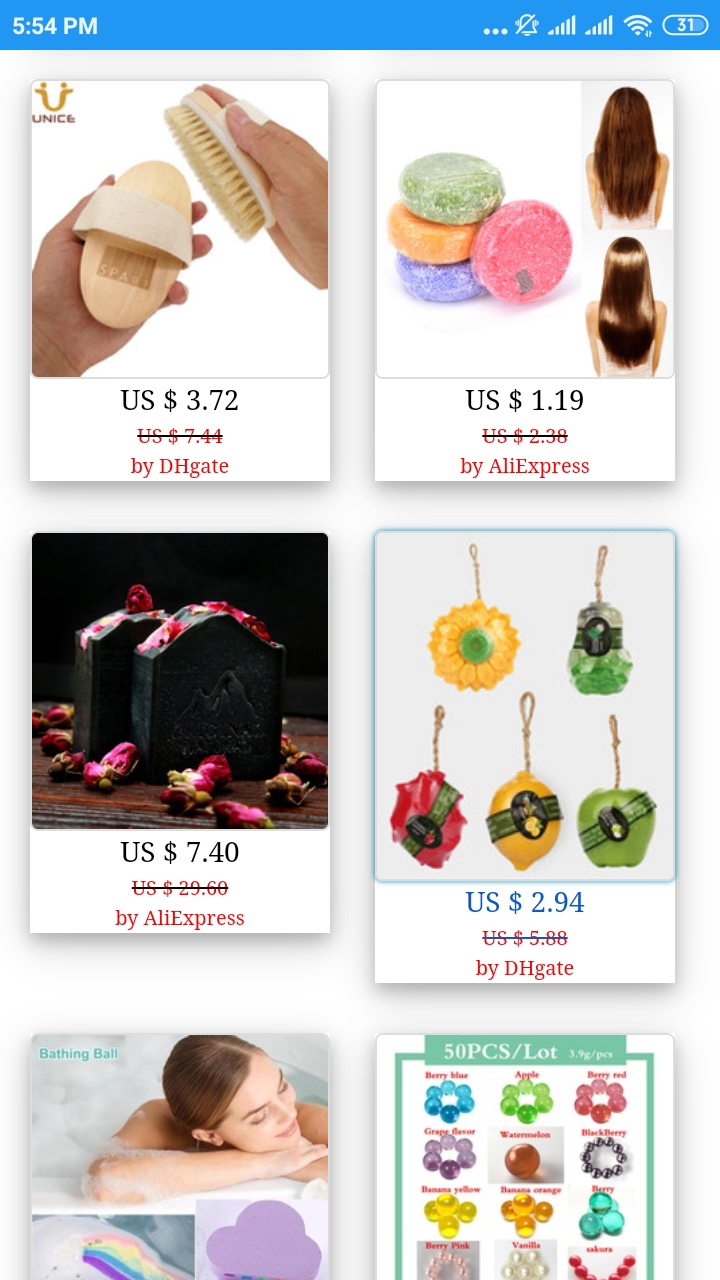 5:54 PM
31
UNICE
SPA
US $ 3.72
US $ 7.44
by DHgate
US $ 1.19
US $ 2.38
by AliExpress
US $ 7.40
US $ 29.60
by AliExpress
US $ 2.94
US $ 5.88
by DHgate
Bathing Ball
50PCS/Lot 3.9g/pcs
Berry blue Apple Berry red
Grape flavor Watermelon BlackBerry
Banana yellow Banana orange Berry
Berry Pink Vanilla sakura